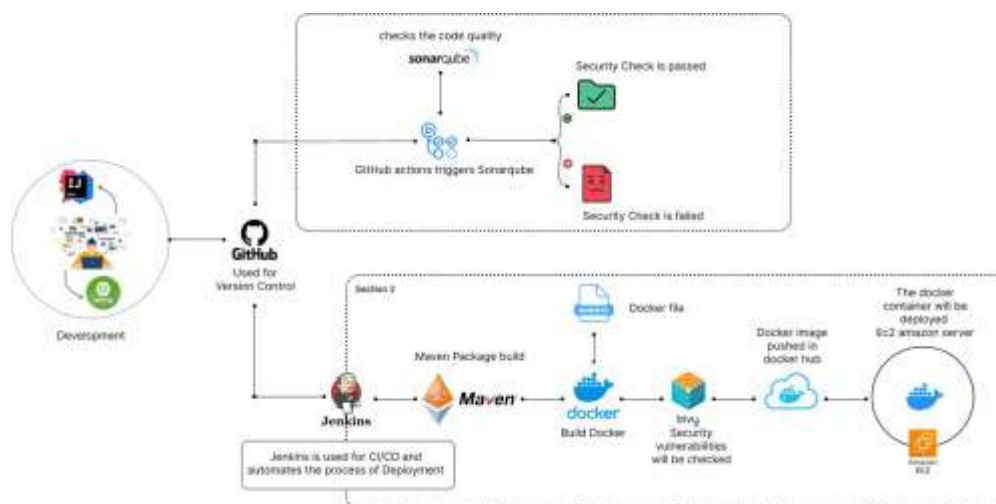 checks the code quality
sonarqube
Security Check is passed
GitHub actions triggers Sonarqube
Security Check is failed
GitHub
Used for
Version Control
Development
Section 2
Docker file
The docker
container will be
deployed
Ec2 amazon server
Docker image
pushed in
docker hub
Maven Package build
Jenkins
Maven
docker
Build Docker
trivy
Security
vulnerabilities
will be checked
Amazon
EC2
Jenkins is used for CI/CD and
automates the process of Deployment